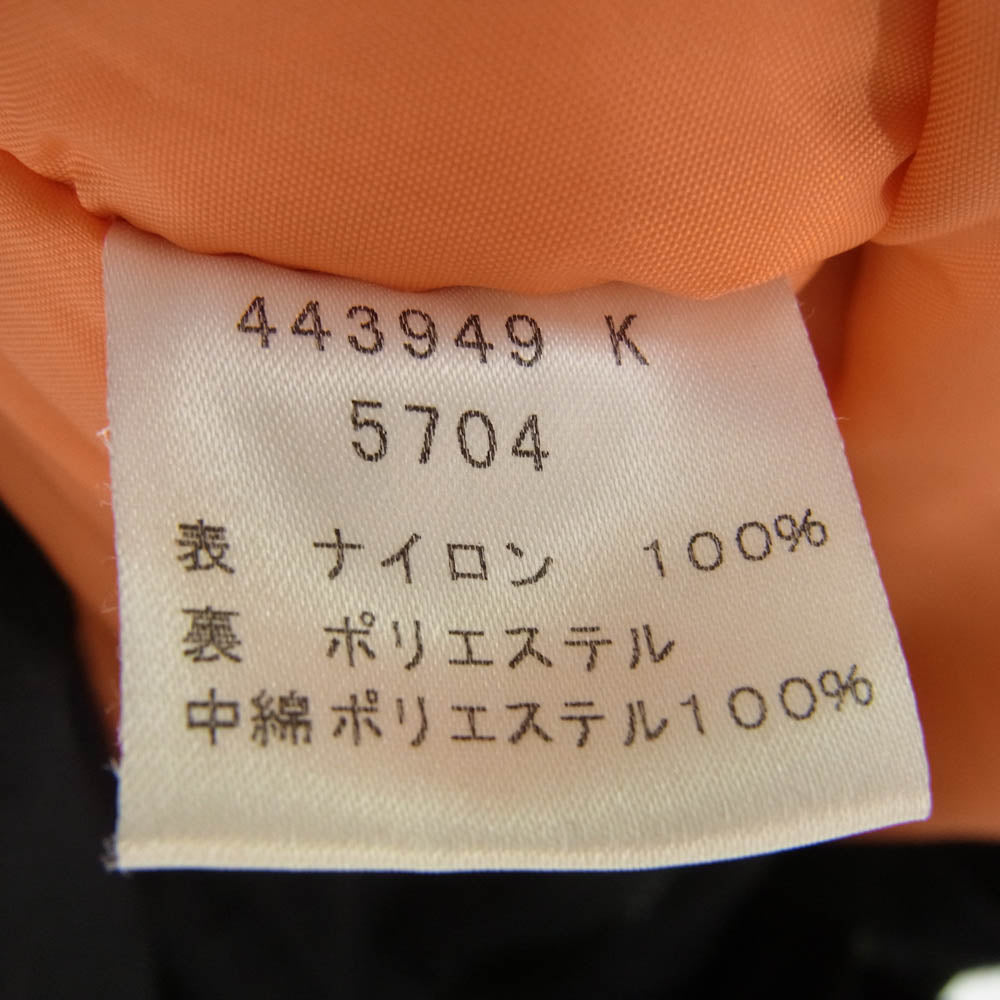 443949 K
5704
表 ナイロン 100%
裏 ポリエステル
中綿ポリエステル100%